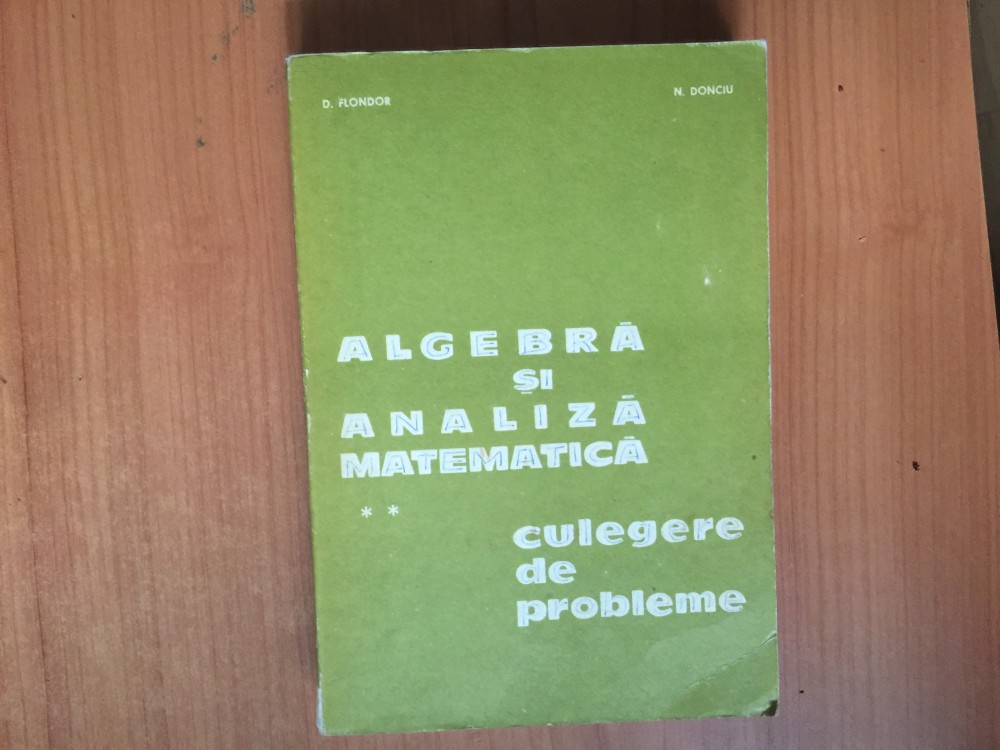 D. FLONDOR
N. DONCIU
ALGEBRĂ
ȘI
ANALIZĂ
MATEMATICĂ
* *
culegere
de
probleme